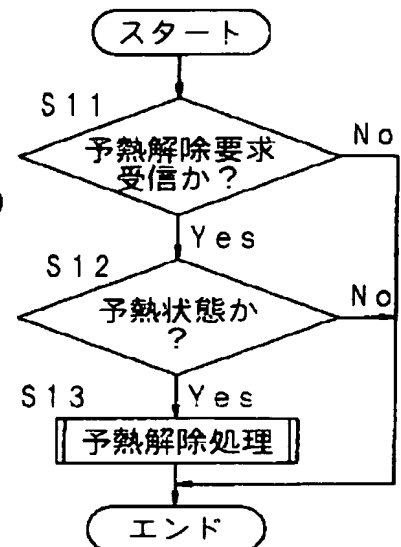 スタート
S11
予熱解除要求
受信か？
No
Yes
S12
予熱状態か
？
No
Yes
S13
予熱解除処理
エンド